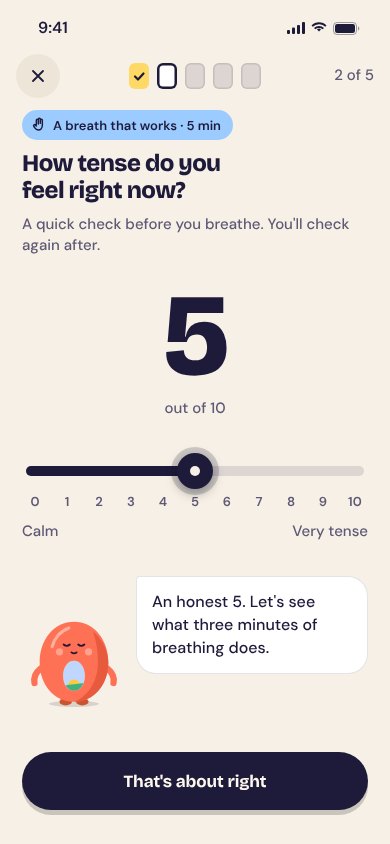 9:41
2 of 5
A breath that works · 5 min
How tense do you
feel right now?
A quick check before you breathe. You'll check
again after.
5
out of 10
0 1 2 3 4 5 6 7 8 9 10
Calm Very tense
An honest 5. Let's see
what three minutes of
breathing does.
That's about right